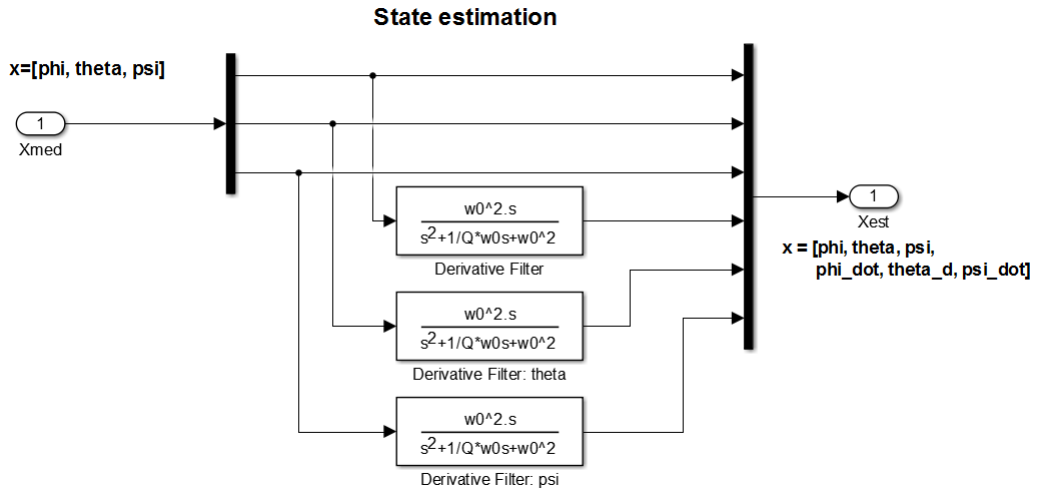 State estimation
x=[phi, theta, psi]
1
Xmed
w0^2.s
s2+1/Q*w0s+w0^2
Derivative Filter
w0^2.s
s2+1/Q*w0s+w0^2
Derivative Filter: theta
w0^2.s
s2+1/Q*w0s+w0^2
Derivative Filter: psi
1
Xest
x = [phi, theta, psi,
phi_dot, theta_d, psi_dot]